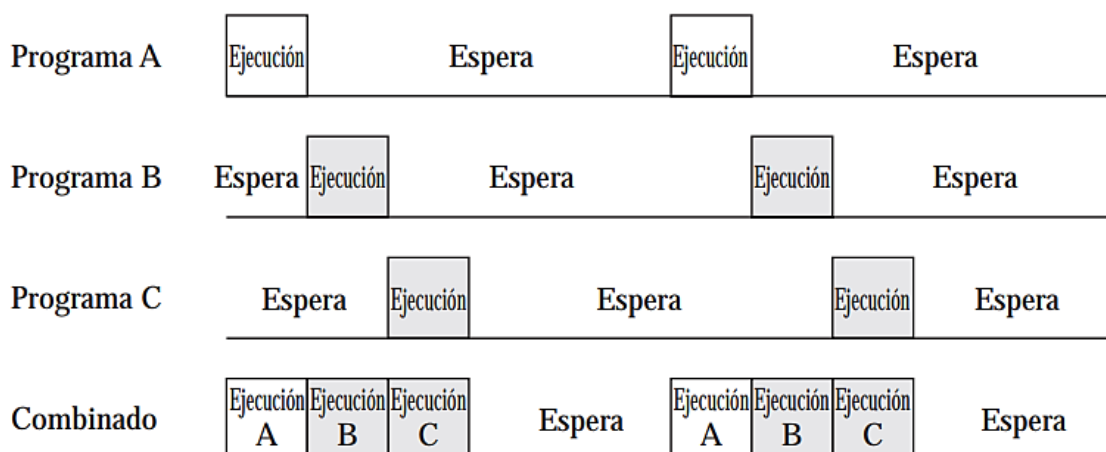 Programa A Ejecución Espera Ejecución Espera
Programa B Espera Ejecución Espera Ejecución Espera
Programa C Espera Ejecución Espera Ejecución Espera
Combinado Ejecución A Ejecución B Ejecución C Espera Ejecución A Ejecución B Ejecución C Espera